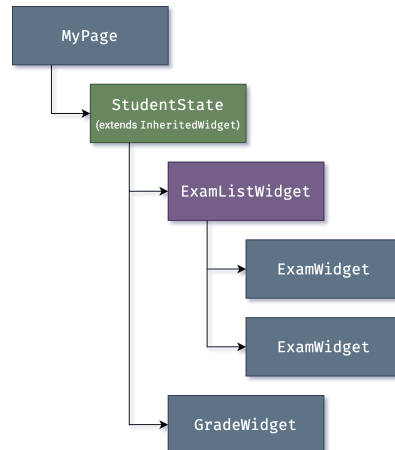 MyPage
StudentState
(extends InheritedWidget)
ExamListWidget
ExamWidget
ExamWidget
GradeWidget